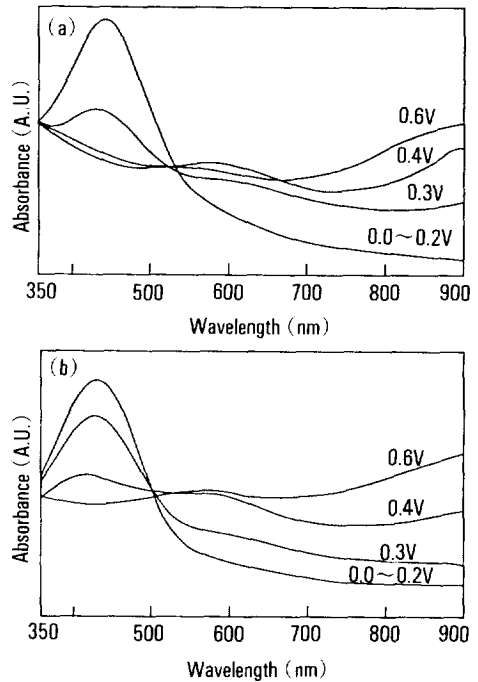 (a)
Absorbance (A.U.)
0.6V
0.4V
0.3V
0.0～0.2V
350 500 600 700 800 900
Wavelength (nm)
(b)
Absorbance (A.U.)
0.6V
0.4V
0.3V
0.0～0.2V
350 500 600 700 800 900
Wavelength (nm)